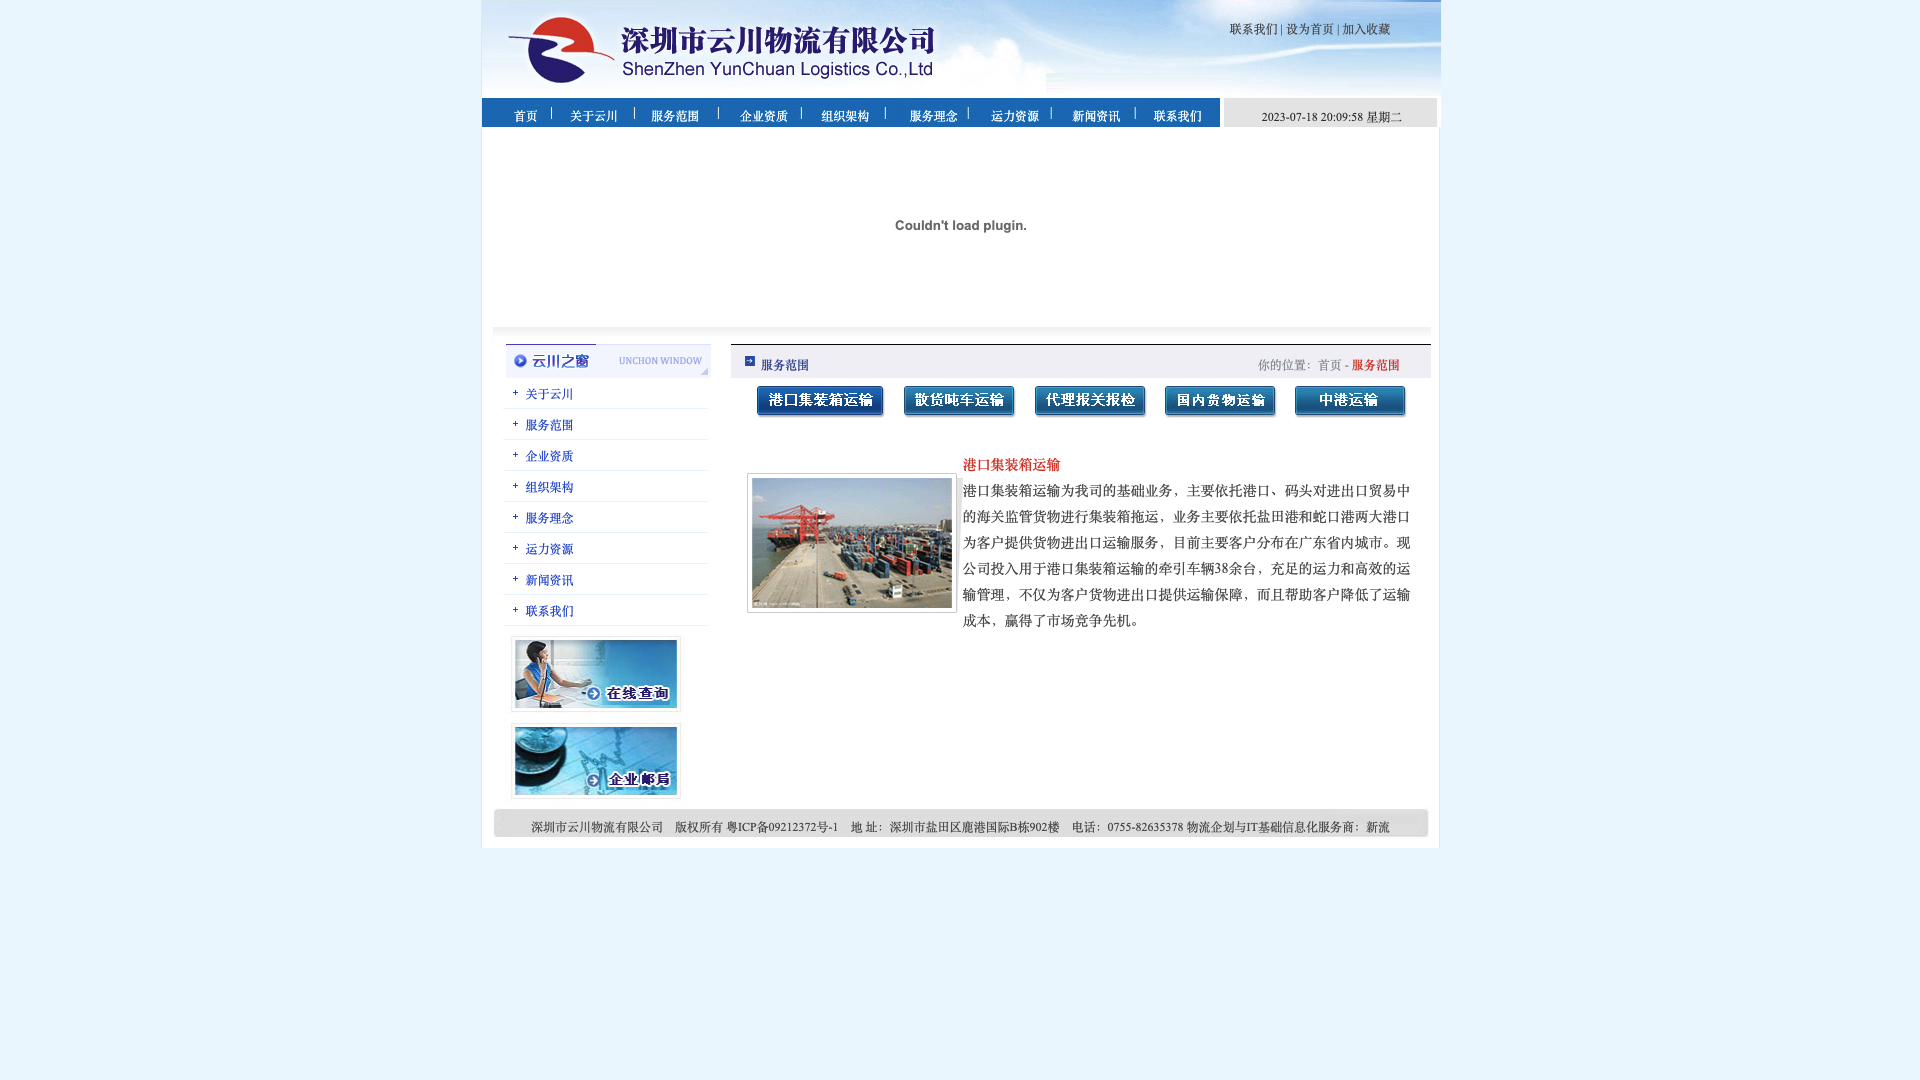 深圳市云川物流有限公司
ShenZhen YunChuan Logistics Co.,Ltd
联系我们 | 设为首页 | 加入收藏
首页 | 关于云川 | 服务范围 | 企业资质 | 组织架构 | 服务理念 | 运力资源 | 新闻资讯 | 联系我们
2023-07-18 20:09:58 星期二
Couldn't load plugin.
云川之窗 UNCHON WINDOW
关于云川
服务范围
企业资质
组织架构
服务理念
运力资源
新闻资讯
联系我们
在线查询
企业邮局
服务范围
你的位置：首页 - 服务范围
港口集装箱运输 散货吨车运输 代理报关报检 国内货物运输 中港运输
港口集装箱运输
港口集装箱运输为我司的基础业务，主要依托港口、码头对进出口贸易中
的海关监管货物进行集装箱拖运，业务主要依托盐田港和蛇口港两大港口
为客户提供货物进出口运输服务，目前主要客户分布在广东省内城市。现
公司投入用于港口集装箱运输的牵引车辆38余台，充足的运力和高效的运
输管理，不仅为客户货物进出口提供运输保障，而且帮助客户降低了运输
成本，赢得了市场竞争先机。
深圳市云川物流有限公司 版权所有 粤ICP备09212372号-1 地 址：深圳市盐田区鹿港国际B栋902楼 电话：0755-82635378 物流企划与IT基础信息化服务商：新流